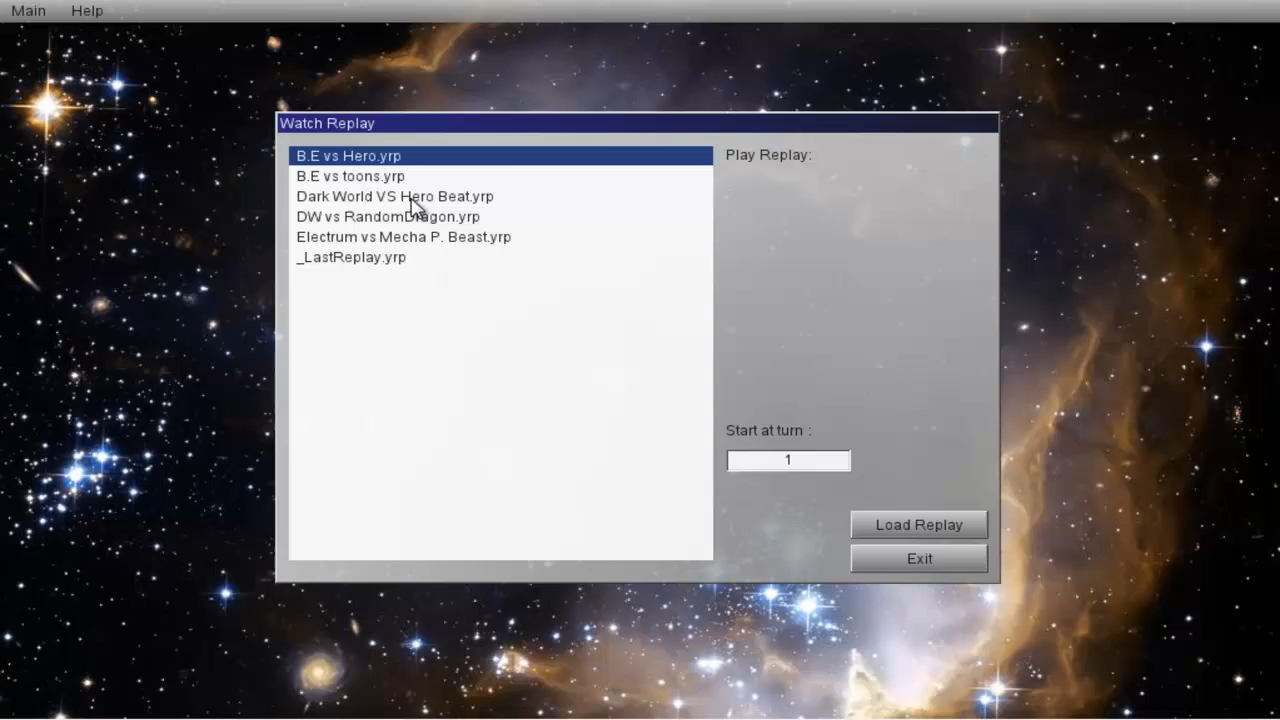 Main Help
Watch Replay
B.E vs Hero.yrp
B.E vs toons.yrp
Dark World VS Hero Beat.yrp
DW vs RandomDragon.yrp
Electrum vs Mecha P. Beast.yrp
_LastReplay.yrp
Play Replay:
Start at turn :
1
Load Replay
Exit